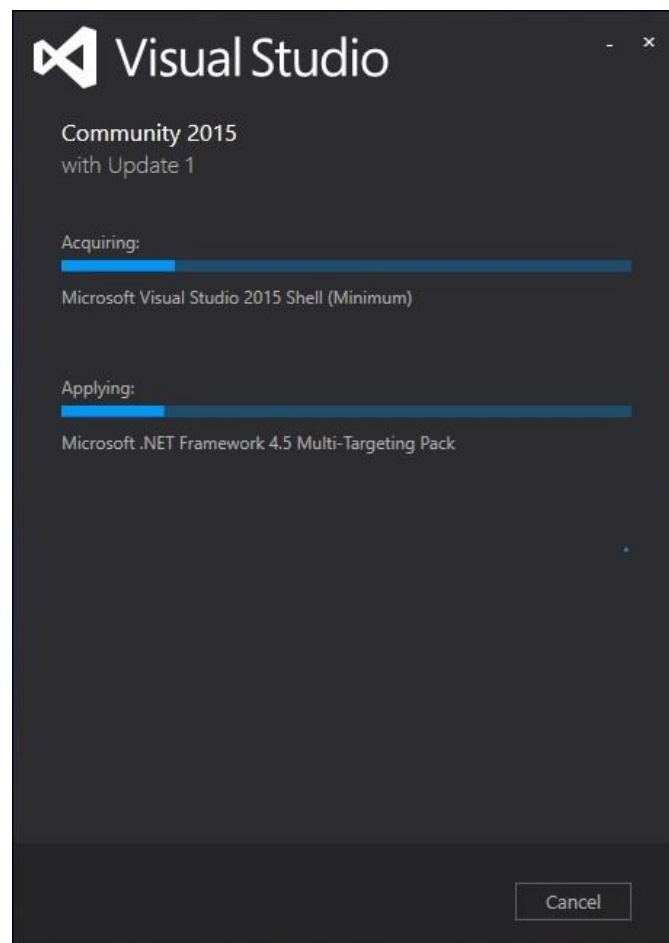 Visual Studio
Community 2015
with Update 1
Acquiring:
Microsoft Visual Studio 2015 Shell (Minimum)
Applying:
Microsoft .NET Framework 4.5 Multi-Targeting Pack
Cancel